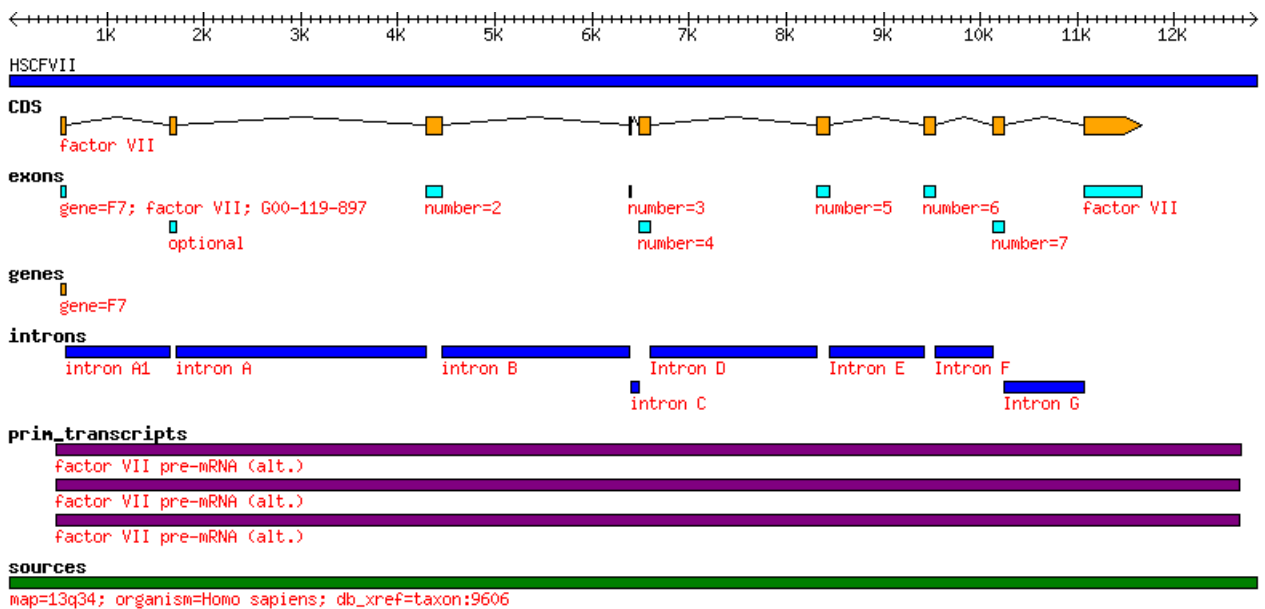 1K 2K 3K 4K 5K 6K 7K 8K 9K 10K 11K 12K
HSCFVII
CDS
factor VII
exons
gene=F7; factor VII; G00-119-897 number=2 number=3 number=5 number=6 factor VII
optional number=4 number=7
genes
gene=F7
introns
intron A1 intron A intron B Intron D Intron E Intron F
intron C Intron G
prim_transcripts
factor VII pre-mRNA (alt.)
factor VII pre-mRNA (alt.)
factor VII pre-mRNA (alt.)
sources
map=13q34; organism=Homo sapiens; db_xref=taxon:9606